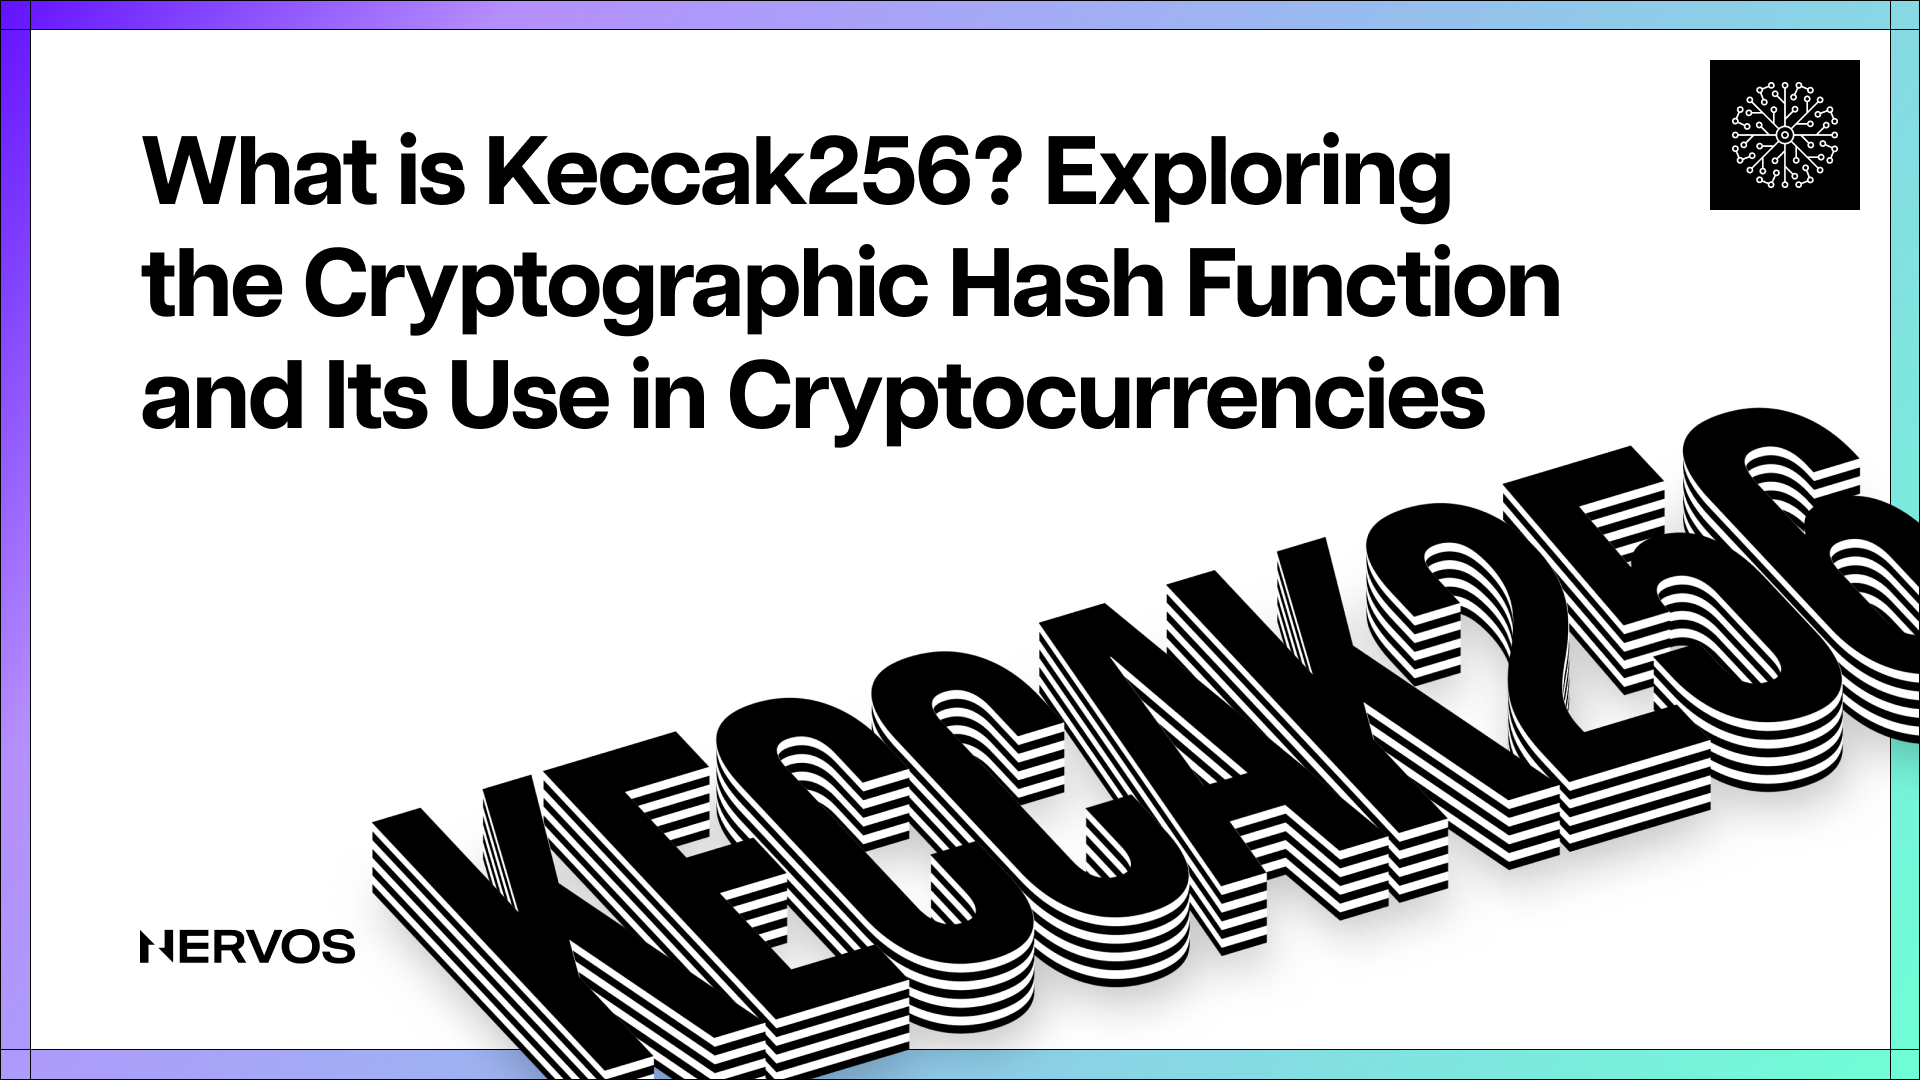 What is Keccak256? Exploring
the Cryptographic Hash Function
and Its Use in Cryptocurrencies
KECCAK256
NERVOS